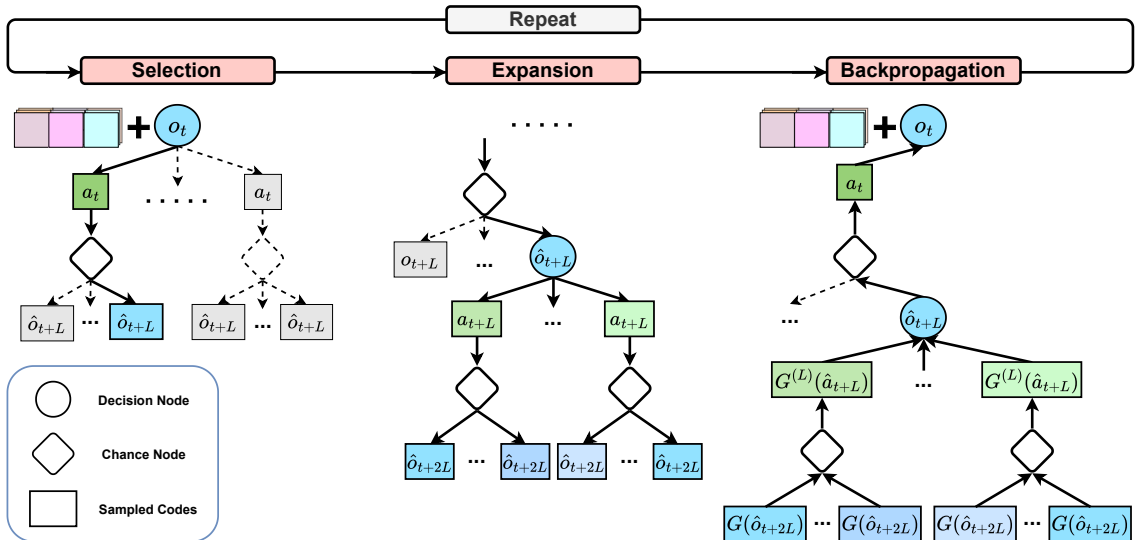 Repeat
Selection
Expansion
Backpropagation
+ o_t
a_t ..... a_t
ô_{t+L} ... ô_{t+L} ô_{t+L} ... ô_{t+L}
Decision Node
Chance Node
Sampled Codes
.....
o_{t+L} ... ô_{t+L}
a_{t+L} ... a_{t+L}
ô_{t+2L} ... ô_{t+2L} ô_{t+2L} ... ô_{t+2L}
+ o_t
a_t
... ô_{t+L}
G^{(L)}(â_{t+L}) ... G^{(L)}(â_{t+L})
G(ô_{t+2L}) ... G(ô_{t+2L}) G(ô_{t+2L}) ... G(ô_{t+2L})